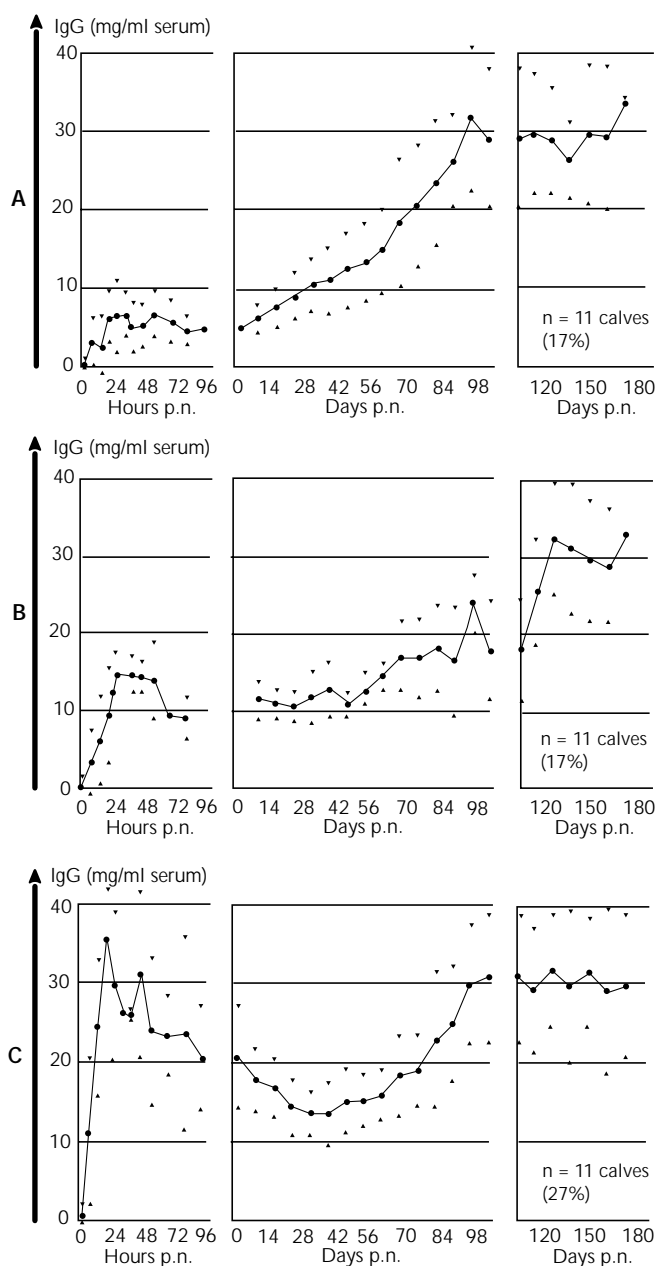 IgG (mg/ml serum)
40
30
20
10
0
A
0 24 48 72 96
Hours p.n.
0 14 28 42 56 70 84 98
Days p.n.
n = 11 calves
(17%)
120 150 180
Days p.n.
IgG (mg/ml serum)
40
30
20
10
0
B
0 24 48 72 96
Hours p.n.
0 14 28 42 56 70 84 98
Days p.n.
n = 11 calves
(17%)
120 150 180
Days p.n.
IgG (mg/ml serum)
40
30
20
10
0
C
0 24 48 72 96
Hours p.n.
0 14 28 42 56 70 84 98
Days p.n.
n = 11 calves
(27%)
120 150 180
Days p.n.